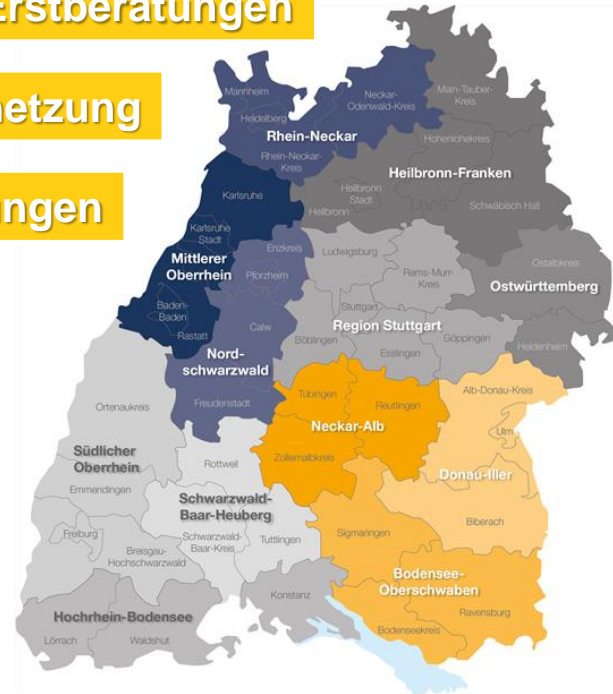 Erstberatungen
netzung
ungen
Mannheim
Heidelberg
Neckar-
Odenwald-Kreis
Rhein-Neckar
Rhein-Neckar-
Kreis
Main-Tauber-
Kreis
Hohenlohekreis
Heilbronn-Franken
Heilbronn
Stadt
Heilbronn
Schwäbisch Hall
Karlsruhe
Karlsruhe
Stadt
Mittlerer
Oberrhein
Baden-
Baden
Rastatt
Enzkreis
Pforzheim
Calw
Nord-
schwarzwald
Freudenstadt
Ludwigsburg
Rems-Murr-
Kreis
Stuttgart
Region Stuttgart
Böblingen
Esslingen
Göppingen
Ostalbkreis
Ostwürttemberg
Heidenheim
Ortenaukreis
Südlicher
Oberrhein
Emmendingen
Freiburg
Breisgau-
Hochschwarzwald
Rottweil
Schwarzwald-
Baar-Heuberg
Schwarzwald-
Baar-Kreis
Tuttlingen
Tübingen
Reutlingen
Neckar-Alb
Zollernalbkreis
Alb-Donau-Kreis
Ulm
Donau-Iller
Biberach
Sigmaringen
Bodensee-
Oberschwaben
Ravensburg
Bodenseekreis
Konstanz
Hochrhein-Bodensee
Lörrach
Waldshut